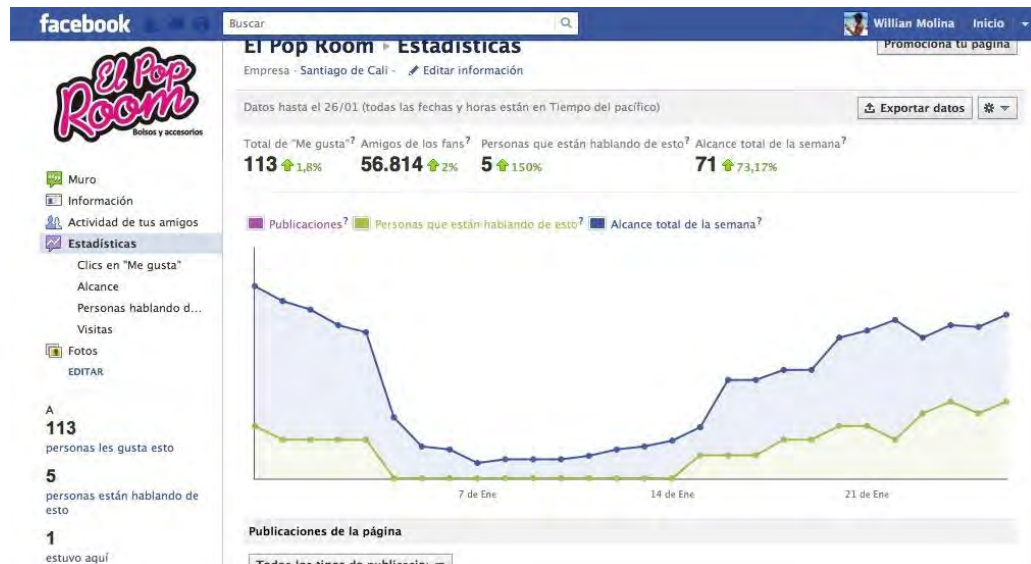 facebook
Buscar
Willian Molina Inicio
El Pop Room ▸ Estadísticas
Promociona tu página
Empresa - Santiago de Cali - Editar información
El Pop
Room
Bolsos y accesorios
Datos hasta el 26/01 (todas las fechas y horas están en Tiempo del pacífico)
Exportar datos
Total de "Me gusta"? Amigos de los fans? Personas que están hablando de esto? Alcance total de la semana?
113 1,8% 56.814 2% 5 150% 71 73,17%
Muro
Información
Actividad de tus amigos
Estadísticas
Clics en "Me gusta"
Alcance
Personas hablando d...
Visitas
Fotos
EDITAR
A
113
personas les gusta esto
5
personas están hablando de
esto
1
estuvo aquí
Publicaciones? Personas que están hablando de esto? Alcance total de la semana?
7 de Ene 14 de Ene 21 de Ene
Publicaciones de la página
Todos los tipos de publicacio: